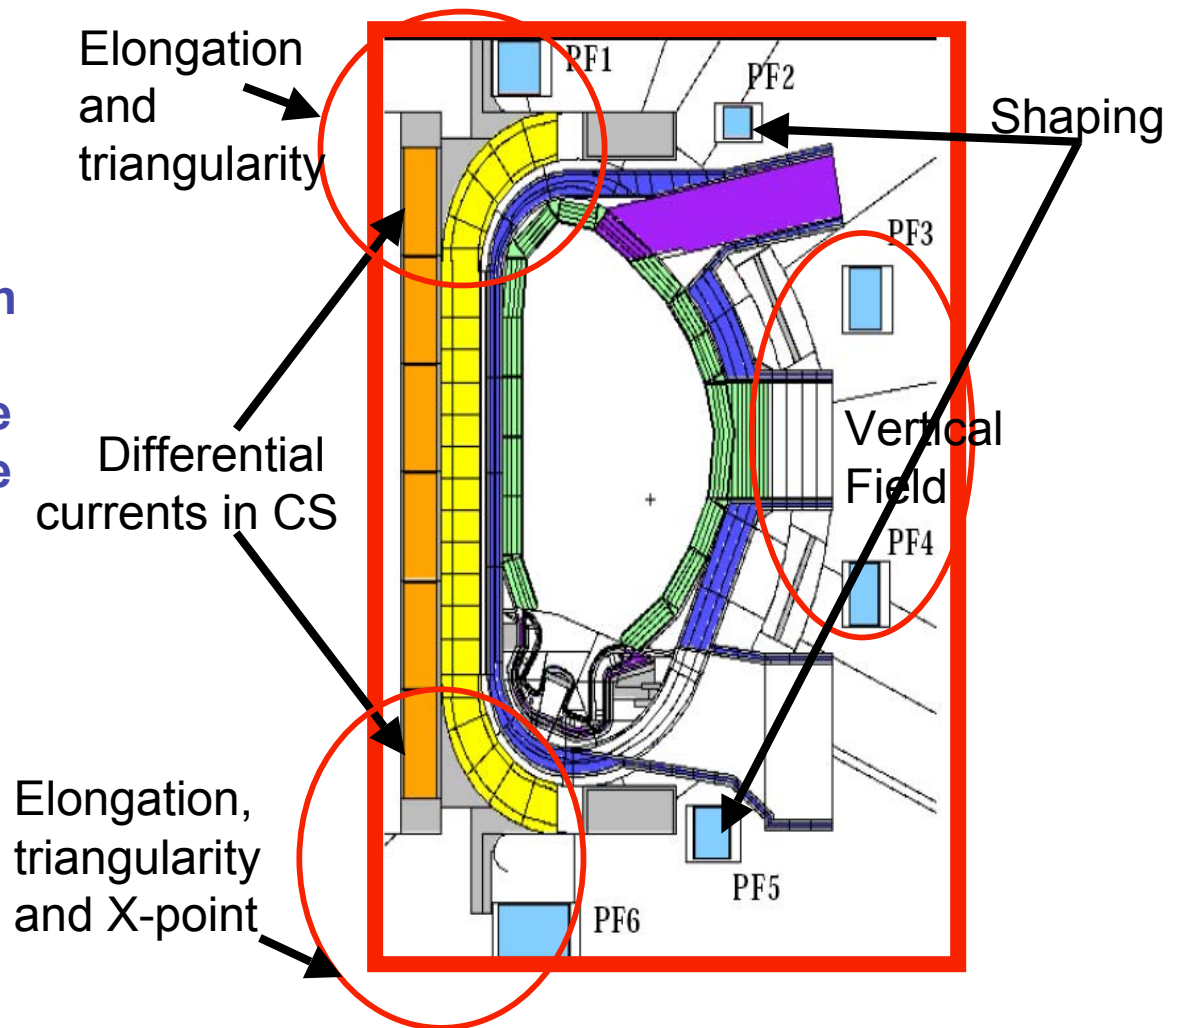 Elongation
and
triangularity
PF1
PF2
Shaping
PF3
Differential
currents in CS
Vertical
Field
PF4
Elongation,
triangularity
and X-point
PF5
PF6